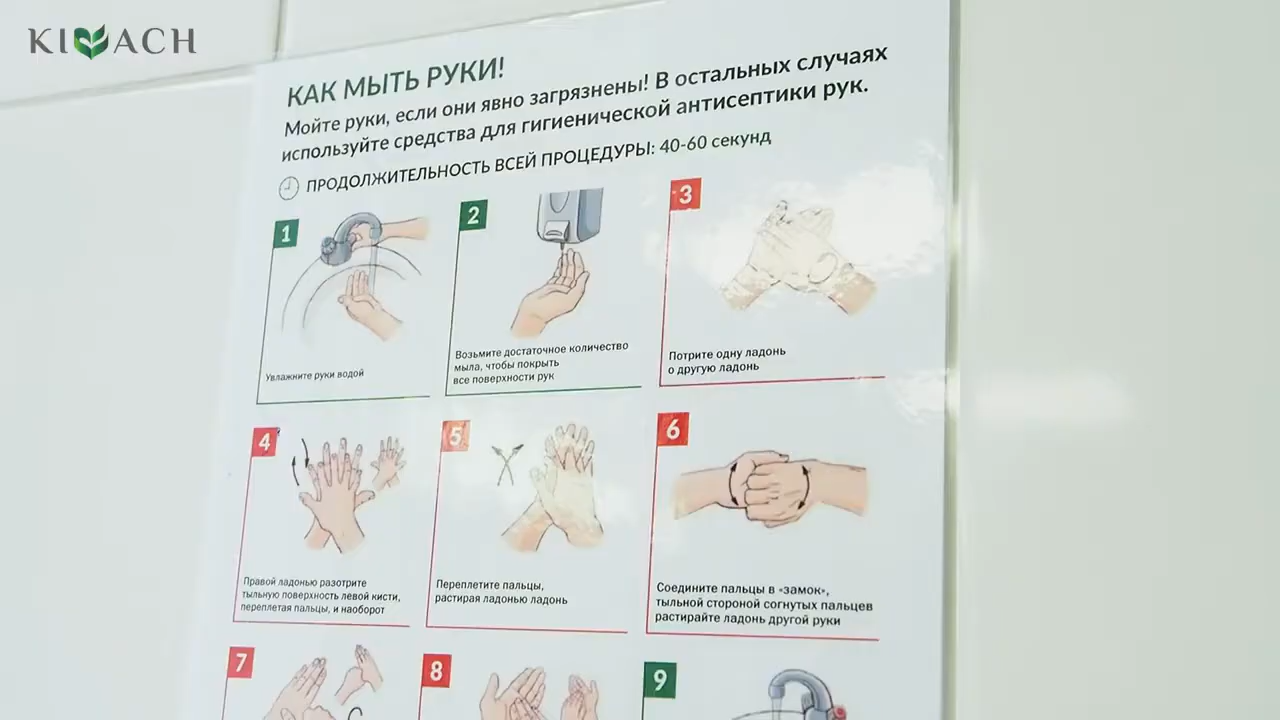 KIVACH
КАК МЫТЬ РУКИ!
Мойте руки, если они явно загрязнены! В остальных случаях
используйте средства для гигиенической антисептики рук.
ПРОДОЛЖИТЕЛЬНОСТЬ ВСЕЙ ПРОЦЕДУРЫ: 40-60 секунд
1
Увлажните руки водой
2
Возьмите достаточное количество
мыла, чтобы покрыть
все поверхности рук
3
Потрите одну ладонь
о другую ладонь
4
Правой ладонью разотрите
тыльную поверхность левой кисти,
переплетая пальцы, и наоборот
5
Переплетите пальцы,
растирая ладонью ладонь
6
Соедините пальцы в «замок»,
тыльной стороной согнутых пальцев
растирайте ладонь другой руки
7
8
9